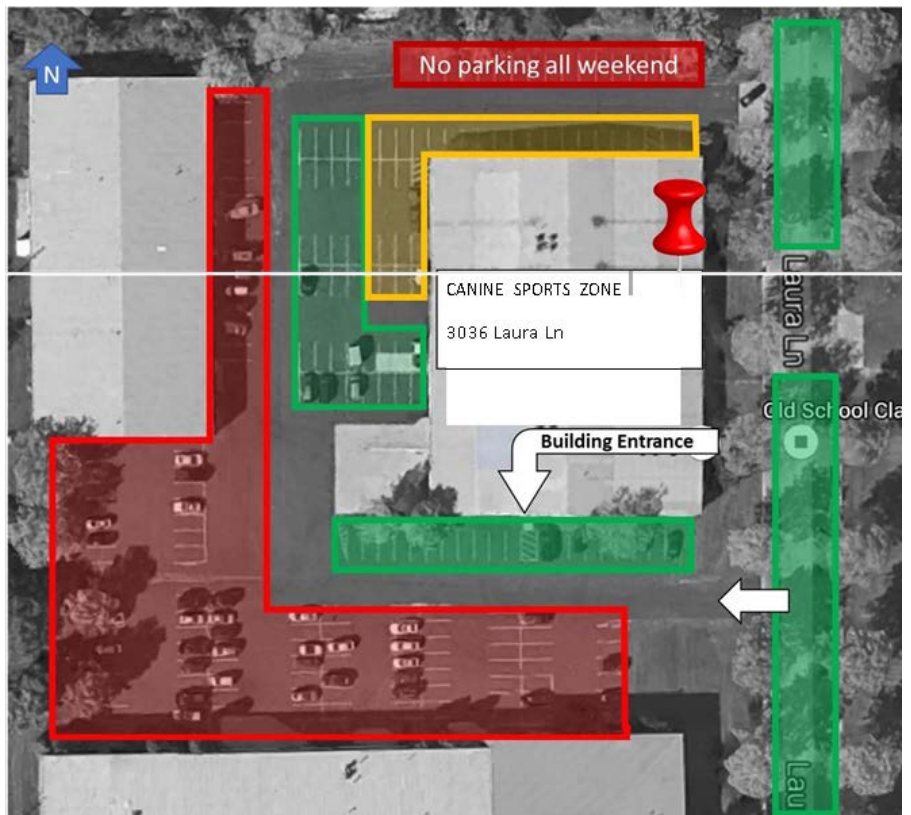 N
No parking all weekend
Laura Ln
CANINE SPORTS ZONE
3036 Laura Ln
Old School Cla
Building Entrance
Lau